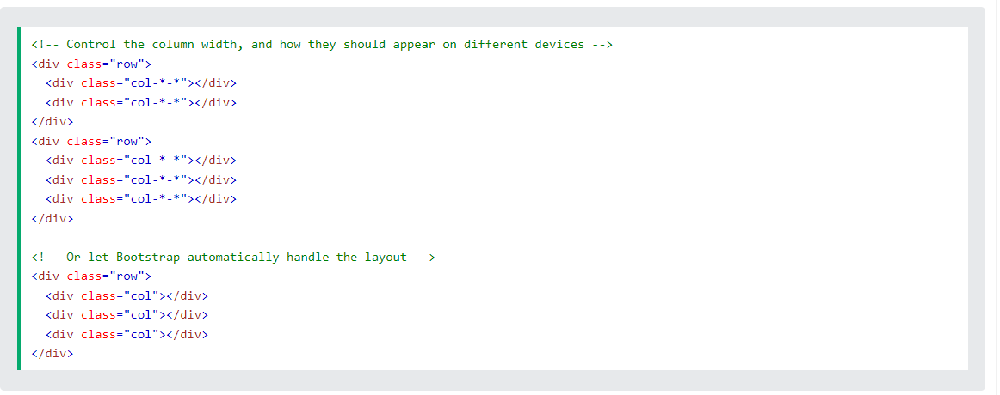 <!-- Control the column width, and how they should appear on different devices -->
<div class="row">
  <div class="col-*-*"></div>
  <div class="col-*-*"></div>
</div>
<div class="row">
  <div class="col-*-*"></div>
  <div class="col-*-*"></div>
  <div class="col-*-*"></div>
</div>

<!-- Or let Bootstrap automatically handle the layout -->
<div class="row">
  <div class="col"></div>
  <div class="col"></div>
  <div class="col"></div>
</div>